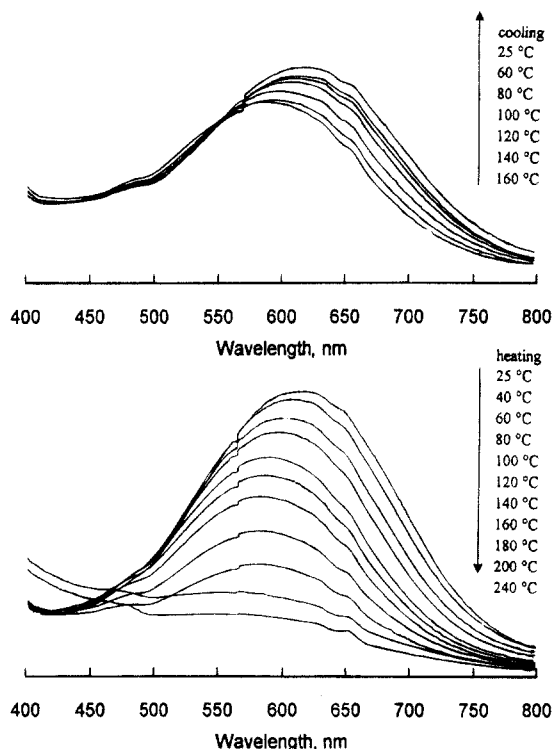 cooling
25 °C
60 °C
80 °C
100 °C
120 °C
140 °C
160 °C
400 450 500 550 600 650 700 750 800
Wavelength, nm
heating
25 °C
40 °C
60 °C
80 °C
100 °C
120 °C
140 °C
160 °C
180 °C
200 °C
240 °C
400 450 500 550 600 650 700 750 800
Wavelength, nm